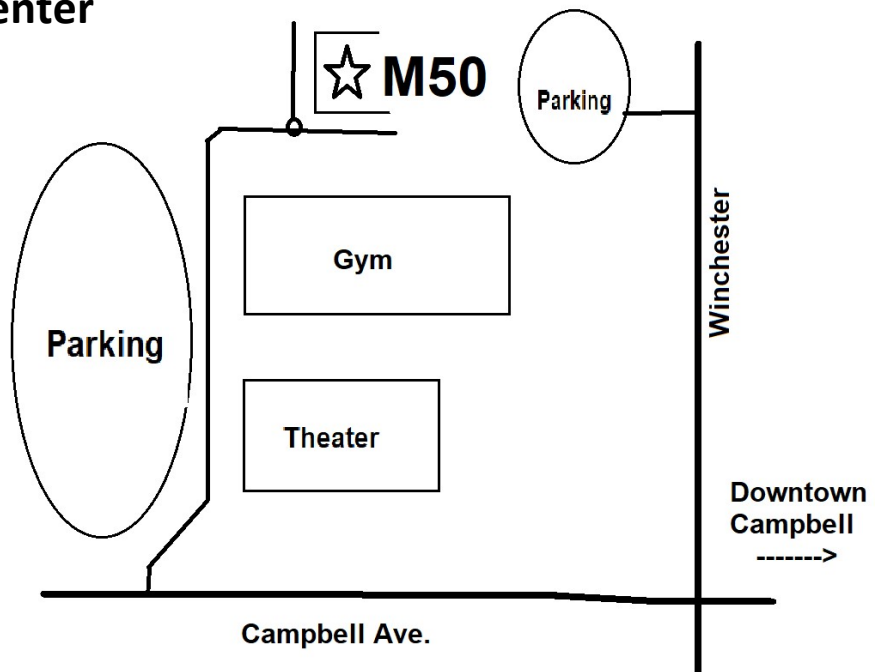 enter
M50
Parking
Winchester
Gym
Parking
Theater
Downtown
Campbell
------->
Campbell Ave.